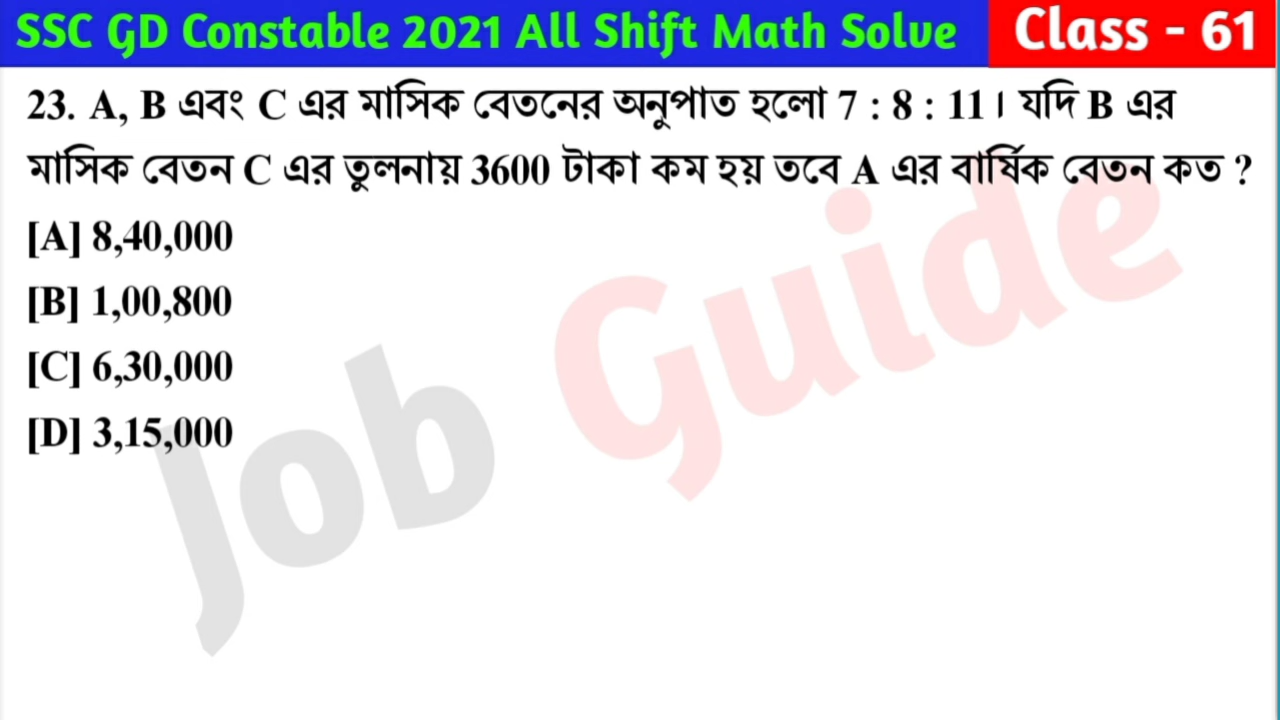 SSC GD Constable 2021 All Shift Math Solve
Class - 61
23. A, B এবং C এর মাসিক বেতনের অনুপাত হলো 7 : 8 : 11। যদি B এর
মাসিক বেতন C এর তুলনায় 3600 টাকা কম হয় তবে A এর বার্ষিক বেতন কত ?
[A] 8,40,000
[B] 1,00,800
[C] 6,30,000
[D] 3,15,000
Job Guide